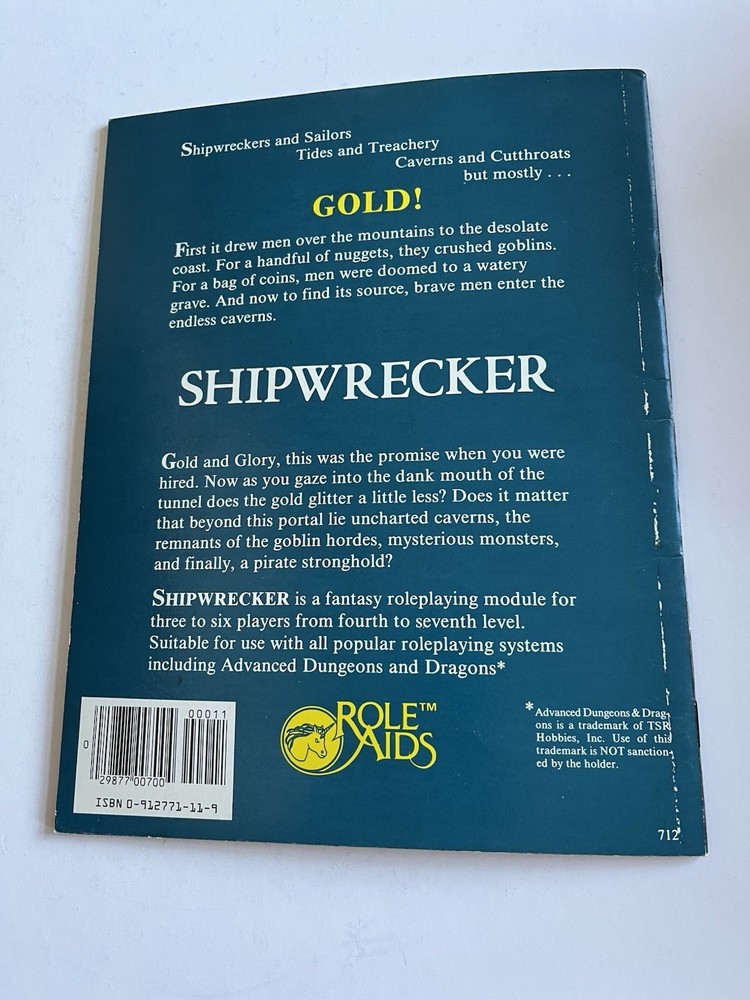 Shipwreckers and Sailors
Tides and Treachery
Caverns and Cutthroats
but mostly . . .
GOLD!
First it drew men over the mountains to the desolate
coast. For a handful of nuggets, they crushed goblins.
For a bag of coins, men were doomed to a watery
grave. And now to find its source, brave men enter the
endless caverns.
SHIPWRECKER
Gold and Glory, this was the promise when you were
hired. Now as you gaze into the dank mouth of the
tunnel does the gold glitter a little less? Does it matter
that beyond this portal lie uncharted caverns, the
remnants of the goblin hordes, mysterious monsters,
and finally, a pirate stronghold?
SHIPWRECKER is a fantasy roleplaying module for
three to six players from fourth to seventh level.
Suitable for use with all popular roleplaying systems
including Advanced Dungeons and Dragons*
00011
0
29877 00700
ISBN 0-912771-11-9
ROLE™
AIDS
*Advanced Dungeons & Drag-
ons is a trademark of TSR
Hobbies, Inc. Use of this
trademark is NOT sanction-
ed by the holder.
712